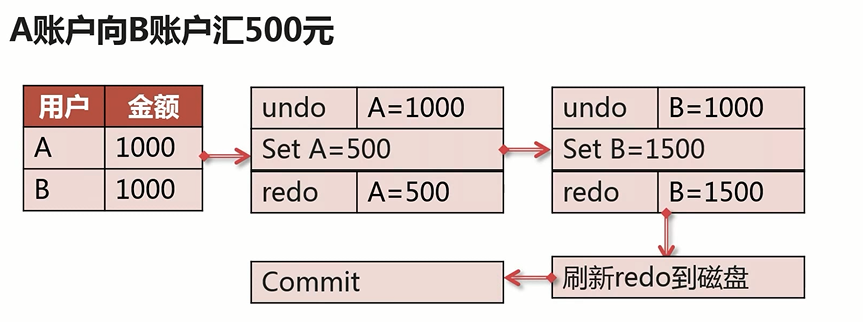 A账户向B账户汇500元
用户 金额
A 1000
B 1000
undo A=1000
Set A=500
redo A=500
undo B=1000
Set B=1500
redo B=1500
刷新redo到磁盘
Commit